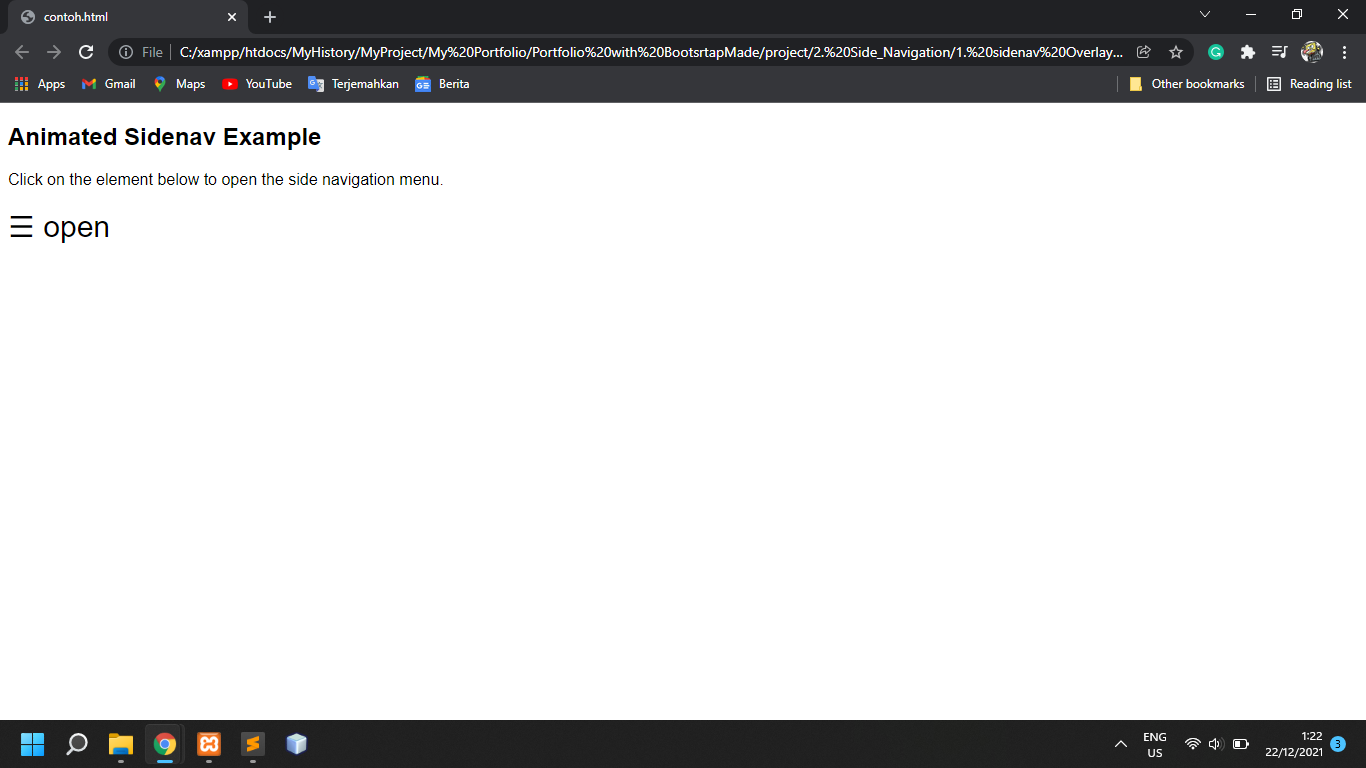 contoh.html
File
C:/xampp/htdocs/MyHistory/MyProject/My%20Portfolio/Portfolio%20with%20BootsrtapMade/project/2.%20Side_Navigation/1.%20sidenav%20Overlay...
Apps
Gmail
Maps
YouTube
Terjemahkan
Berita
Other bookmarks
Reading list
Animated Sidenav Example
Click on the element below to open the side navigation menu.
☰ open
ENG
US
1:22
22/12/2021
3